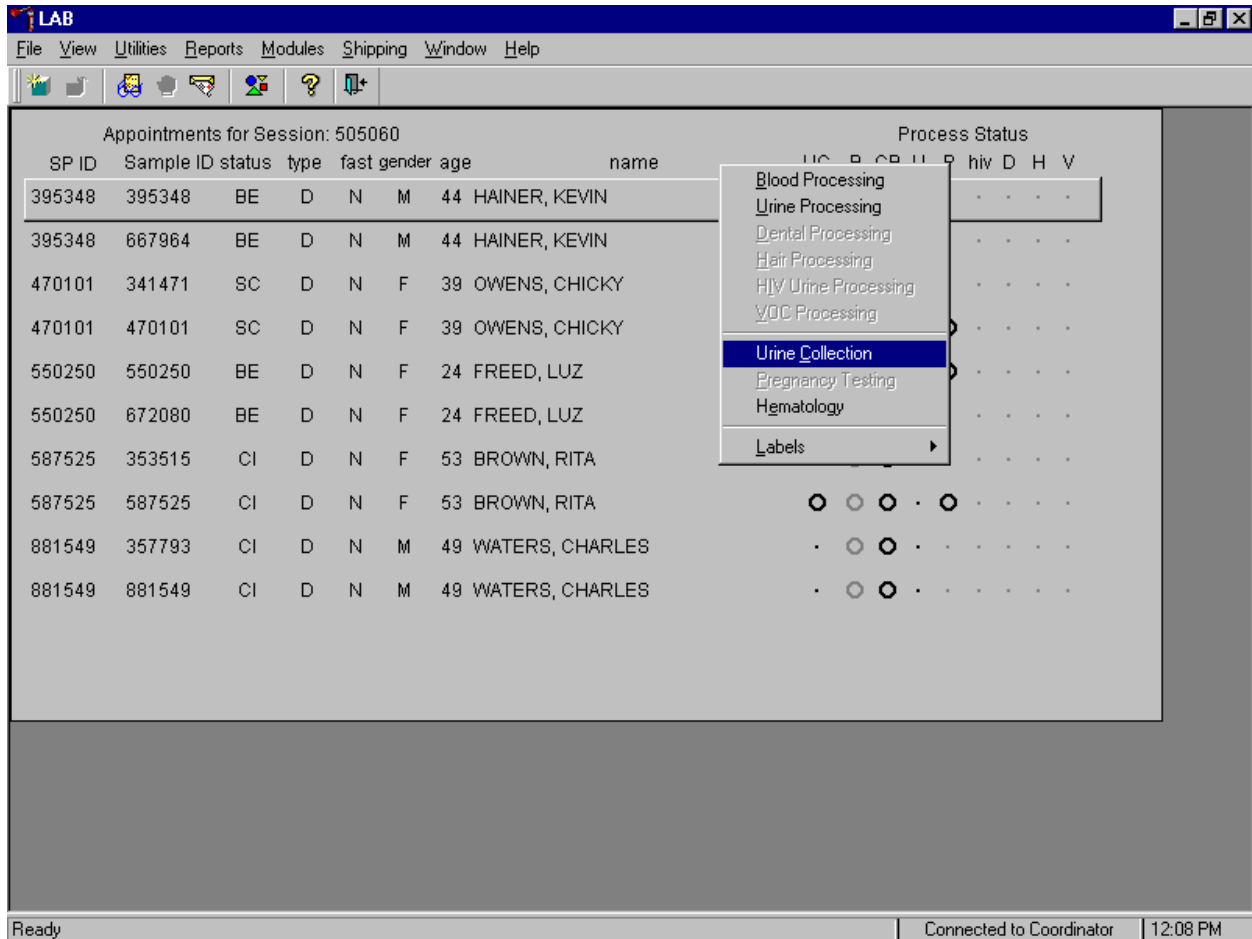 LAB
File View Utilities Reports Modules Shipping Window Help
Appointments for Session: 505060 Process Status
SP ID Sample ID status type fast gender age name UC B CB U P hiv D H V
395348 395348 BE D N M 44 HAINER, KEVIN
395348 667964 BE D N M 44 HAINER, KEVIN
470101 341471 SC D N F 39 OWENS, CHICKY
470101 470101 SC D N F 39 OWENS, CHICKY
550250 550250 BE D N F 24 FREED, LUZ
550250 672080 BE D N F 24 FREED, LUZ
587525 353515 CI D N F 53 BROWN, RITA
587525 587525 CI D N F 53 BROWN, RITA
881549 357793 CI D N M 49 WATERS, CHARLES
881549 881549 CI D N M 49 WATERS, CHARLES
Blood Processing
Urine Processing
Dental Processing
Hair Processing
HIV Urine Processing
VOC Processing
Urine Collection
Pregnancy Testing
Hematology
Labels
Ready Connected to Coordinator 12:08 PM